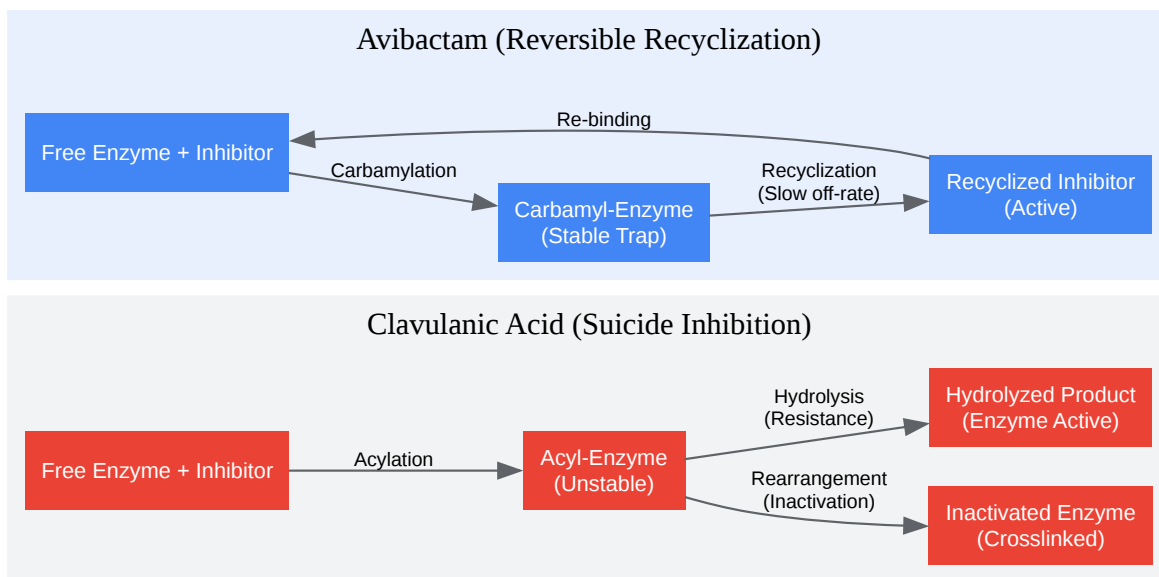 Avibactam (Reversible Recyclization)
Re-binding
Free Enzyme + Inhibitor
Carbamylation
Carbamyl-Enzyme
(Stable Trap)
Recyclization
(Slow off-rate)
Recyclized Inhibitor
(Active)
Clavulanic Acid (Suicide Inhibition)
Free Enzyme + Inhibitor
Acylation
Acyl-Enzyme
(Unstable)
Hydrolysis
(Resistance)
Hydrolyzed Product
(Enzyme Active)
Rearrangement
(Inactivation)
Inactivated Enzyme
(Crosslinked)